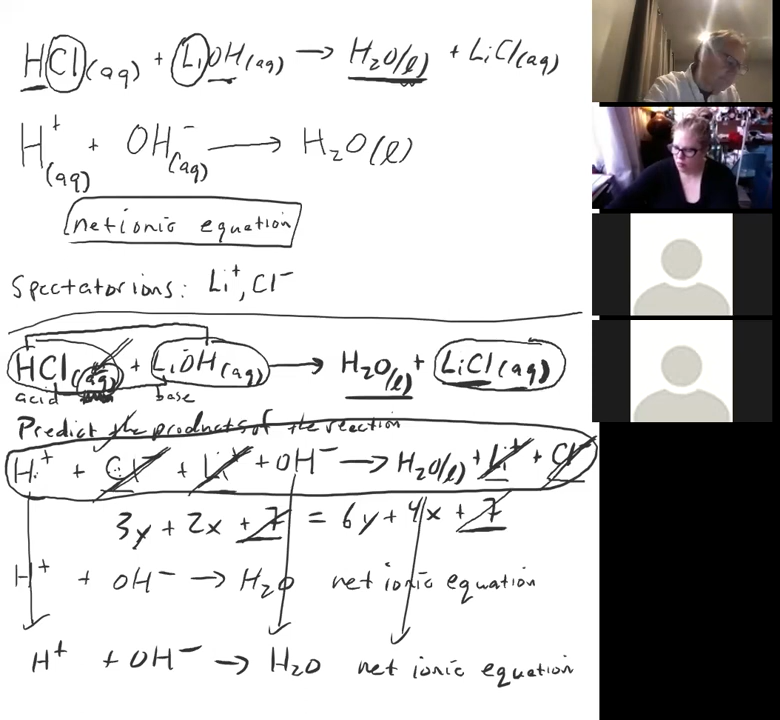 HCl(aq) + LiOH(aq) → H₂O(l) + LiCl(aq)
H⁺(aq) + OH⁻(aq) → H₂O(l)
net ionic equation
Spectator ions: Li⁺, Cl⁻
HCl(aq) + LiOH(aq) → H₂O(l) + LiCl(aq)
acid base
Predict the products of the reaction
H⁺ + Cl⁻ + Li⁺ + OH⁻ → H₂O(l) + Li⁺ + Cl⁻
3y + 2x + 7 = 6y + 4x + 7
H⁺ + OH⁻ → H₂O net ionic equation
H⁺ + OH⁻ → H₂O net ionic equation